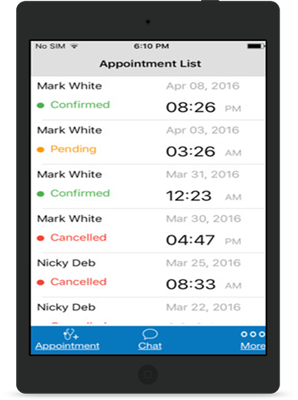 No SIM 6:10 PM
Appointment List
Mark White Apr 08, 2016
Confirmed 08:26 PM
Mark White Apr 03, 2016
Pending 03:26 AM
Mark White Mar 31, 2016
Confirmed 12:23 AM
Mark White Mar 30, 2016
Cancelled 04:47 PM
Nicky Deb Mar 25, 2016
Cancelled 08:33 AM
Nicky Deb Mar 22, 2016
Appointment Chat More